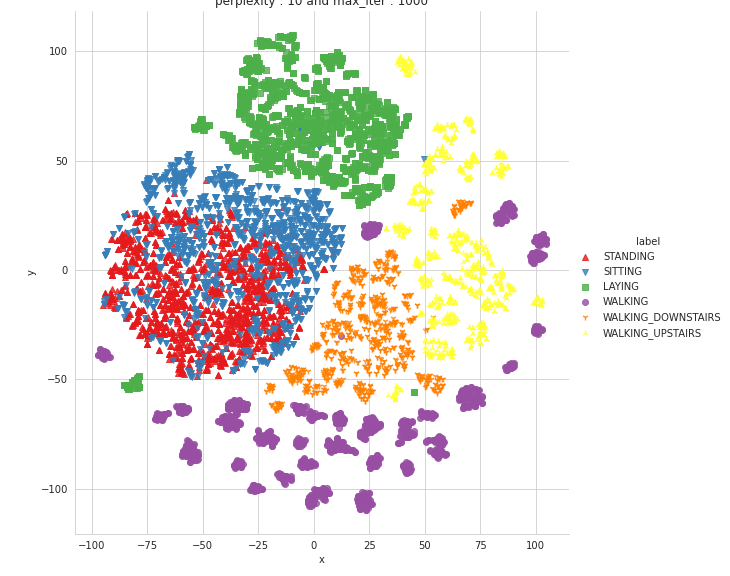 perplexity : 10 and max_iter : 1000
100
50
0
−50
−100
y
−100
−75
−50
−25
0
25
50
75
100
x
label
STANDING
SITTING
LAYING
WALKING
WALKING_DOWNSTAIRS
WALKING_UPSTAIRS